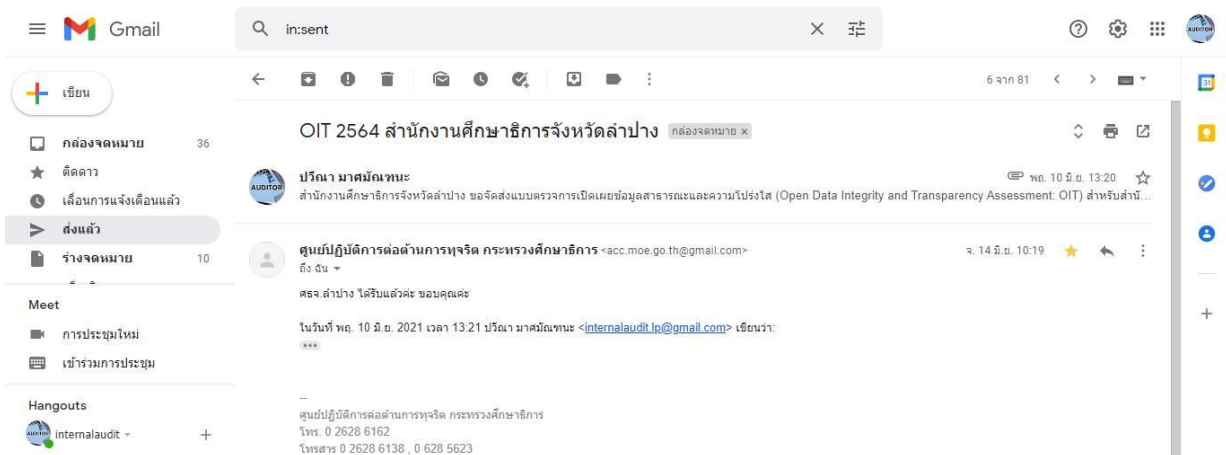 Gmail
in:sent
เขียน
6 จาก 81
กล่องจดหมาย 36
ติดดาว
เลื่อนการแจ้งเตือนแล้ว
ส่งแล้ว
ร่างจดหมาย 10
Meet
การประชุมใหม่
เข้าร่วมการประชุม
Hangouts
internalaudit
OIT 2564 สำนักงานศึกษาธิการจังหวัดลำปาง กล่องจดหมาย x
AUDITOR
ปวีณา มาศมัณฑนะ
พฤ. 10 มิ.ย. 13:20
สำนักงานศึกษาธิการจังหวัดลำปาง ขอจัดส่งแบบตรวจการเปิดเผยข้อมูลสาธารณะและความโปร่งใส (Open Data Integrity and Transparency Assessment: OIT) สำหรับสำนั...
ศูนย์ปฏิบัติการต่อต้านการทุจริต กระทรวงศึกษาธิการ <acc.moe.go.th@gmail.com>
จ. 14 มิ.ย. 10:19
ถึง ฉัน
ศธจ.ลำปาง ได้รับแล้วค่ะ ขอบคุณค่ะ
ในวันที่ พฤ. 10 มิ.ย. 2021 เวลา 13:21 ปวีณา มาศมัณฑนะ <internalaudit.lp@gmail.com> เขียนว่า:
ศูนย์ปฏิบัติการต่อต้านการทุจริต กระทรวงศึกษาธิการ
โทร. 0 2628 6162
โทรสาร 0 2628 6138 , 0 628 5623
31